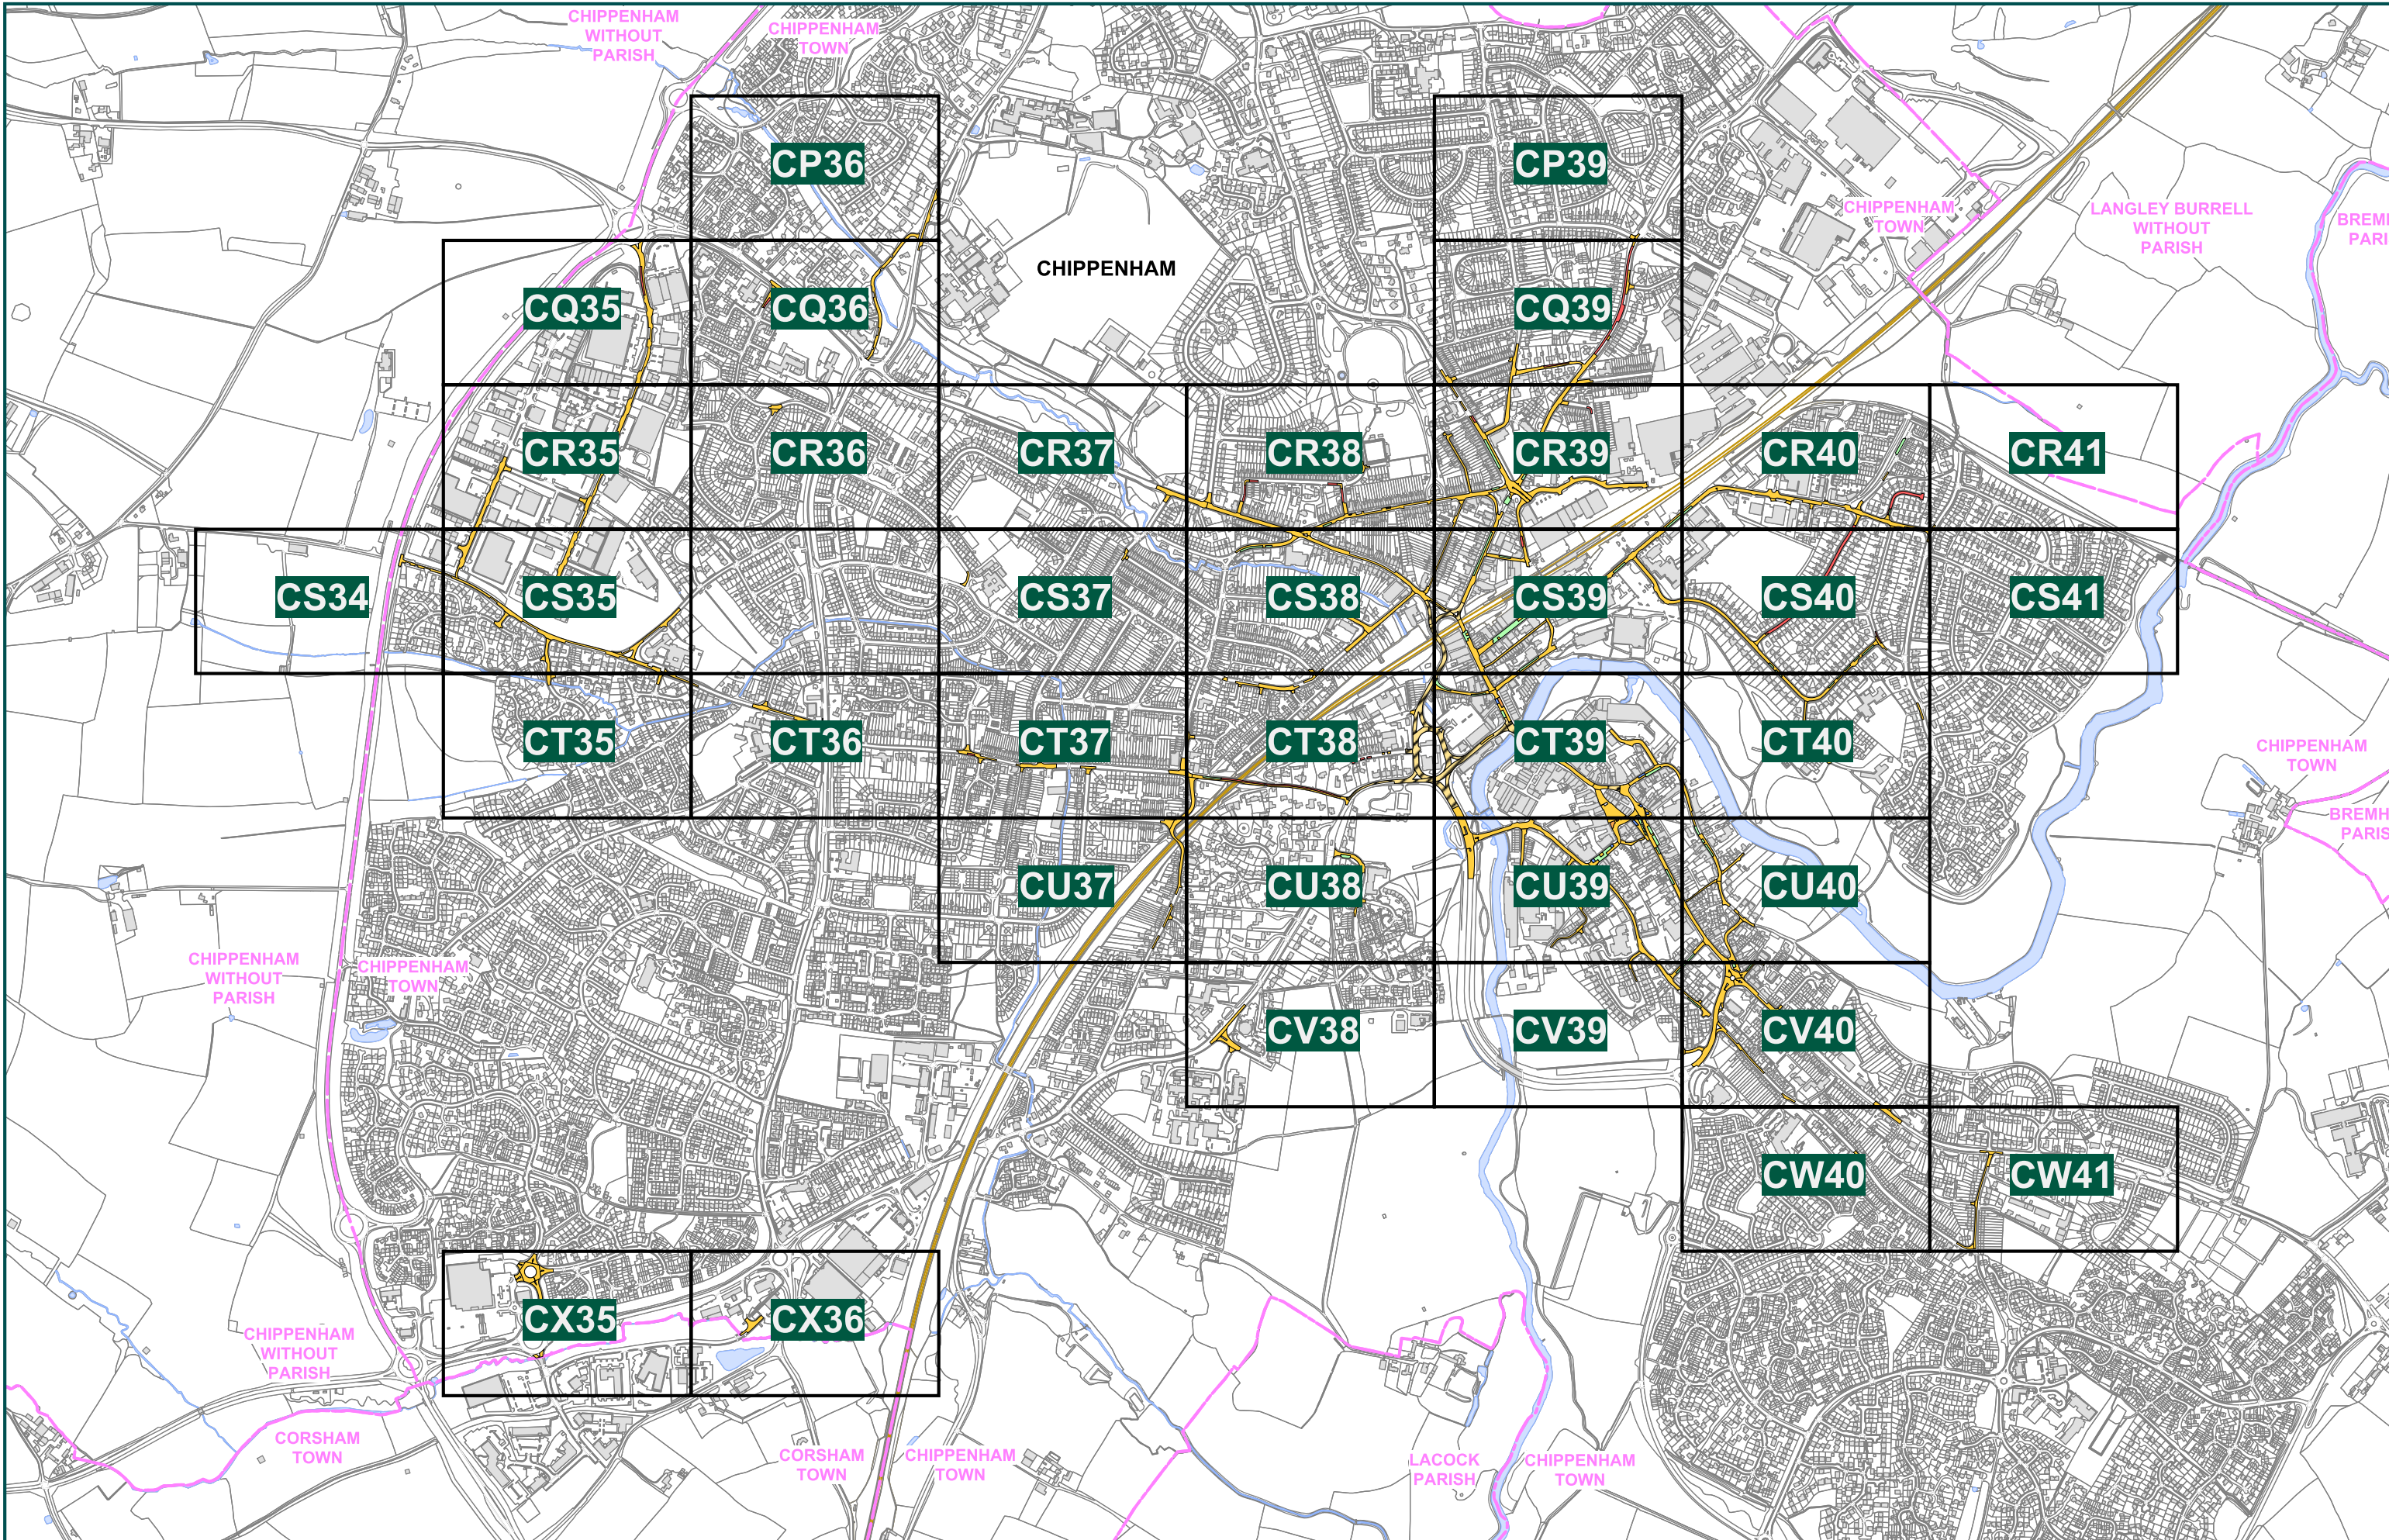 CHIPPENHAM
WITHOUT
PARISH
CHIPPENHAM
TOWN
CP36
CP39
CHIPPENHAM
TOWN
LANGLEY BURRELL
WITHOUT
PARISH
CHIPPENHAM
CQ35
CQ36
CQ39
CR35
CR36
CR37
CR38
CR39
CR40
CR41
CS34
CS35
CS37
CS38
CS39
CS40
CS41
CT35
CT36
CT37
CT38
CT39
CT40
CHIPPENHAM
TOWN
BREMH
PARIS
CU37
CU38
CU39
CU40
CHIPPENHAM
WITHOUT
PARISH
CHIPPENHAM
TOWN
CV38
CV39
CV40
CW40
CW41
CX35
CX36
CHIPPENHAM
WITHOUT
PARISH
CORSHAM
TOWN
CORSHAM
TOWN
CHIPPENHAM
TOWN
LACOCK
PARISH
CHIPPENHAM
TOWN